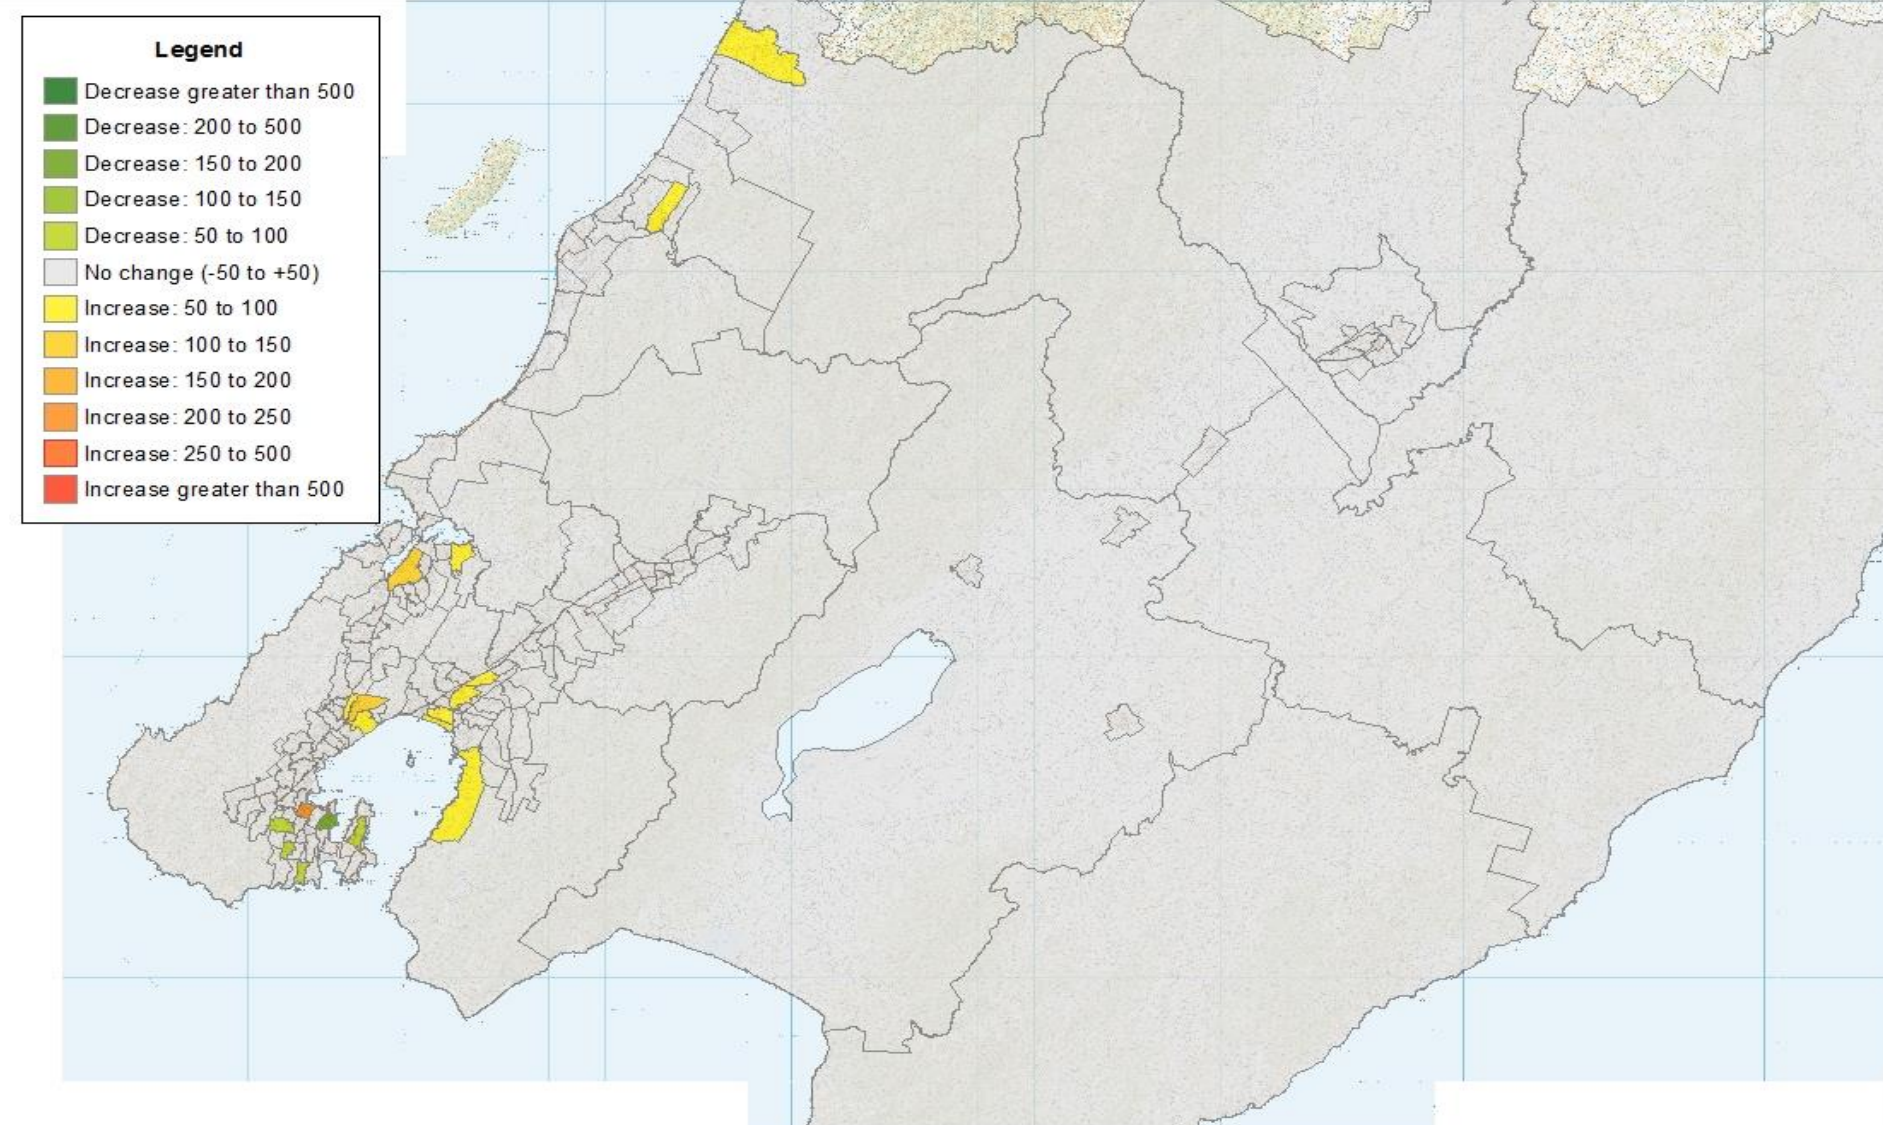 Legend
Decrease greater than 500
Decrease: 200 to 500
Decrease: 150 to 200
Decrease: 100 to 150
Decrease: 50 to 100
No change (-50 to +50)
Increase: 50 to 100
Increase: 100 to 150
Increase: 150 to 200
Increase: 200 to 250
Increase: 250 to 500
Increase greater than 500